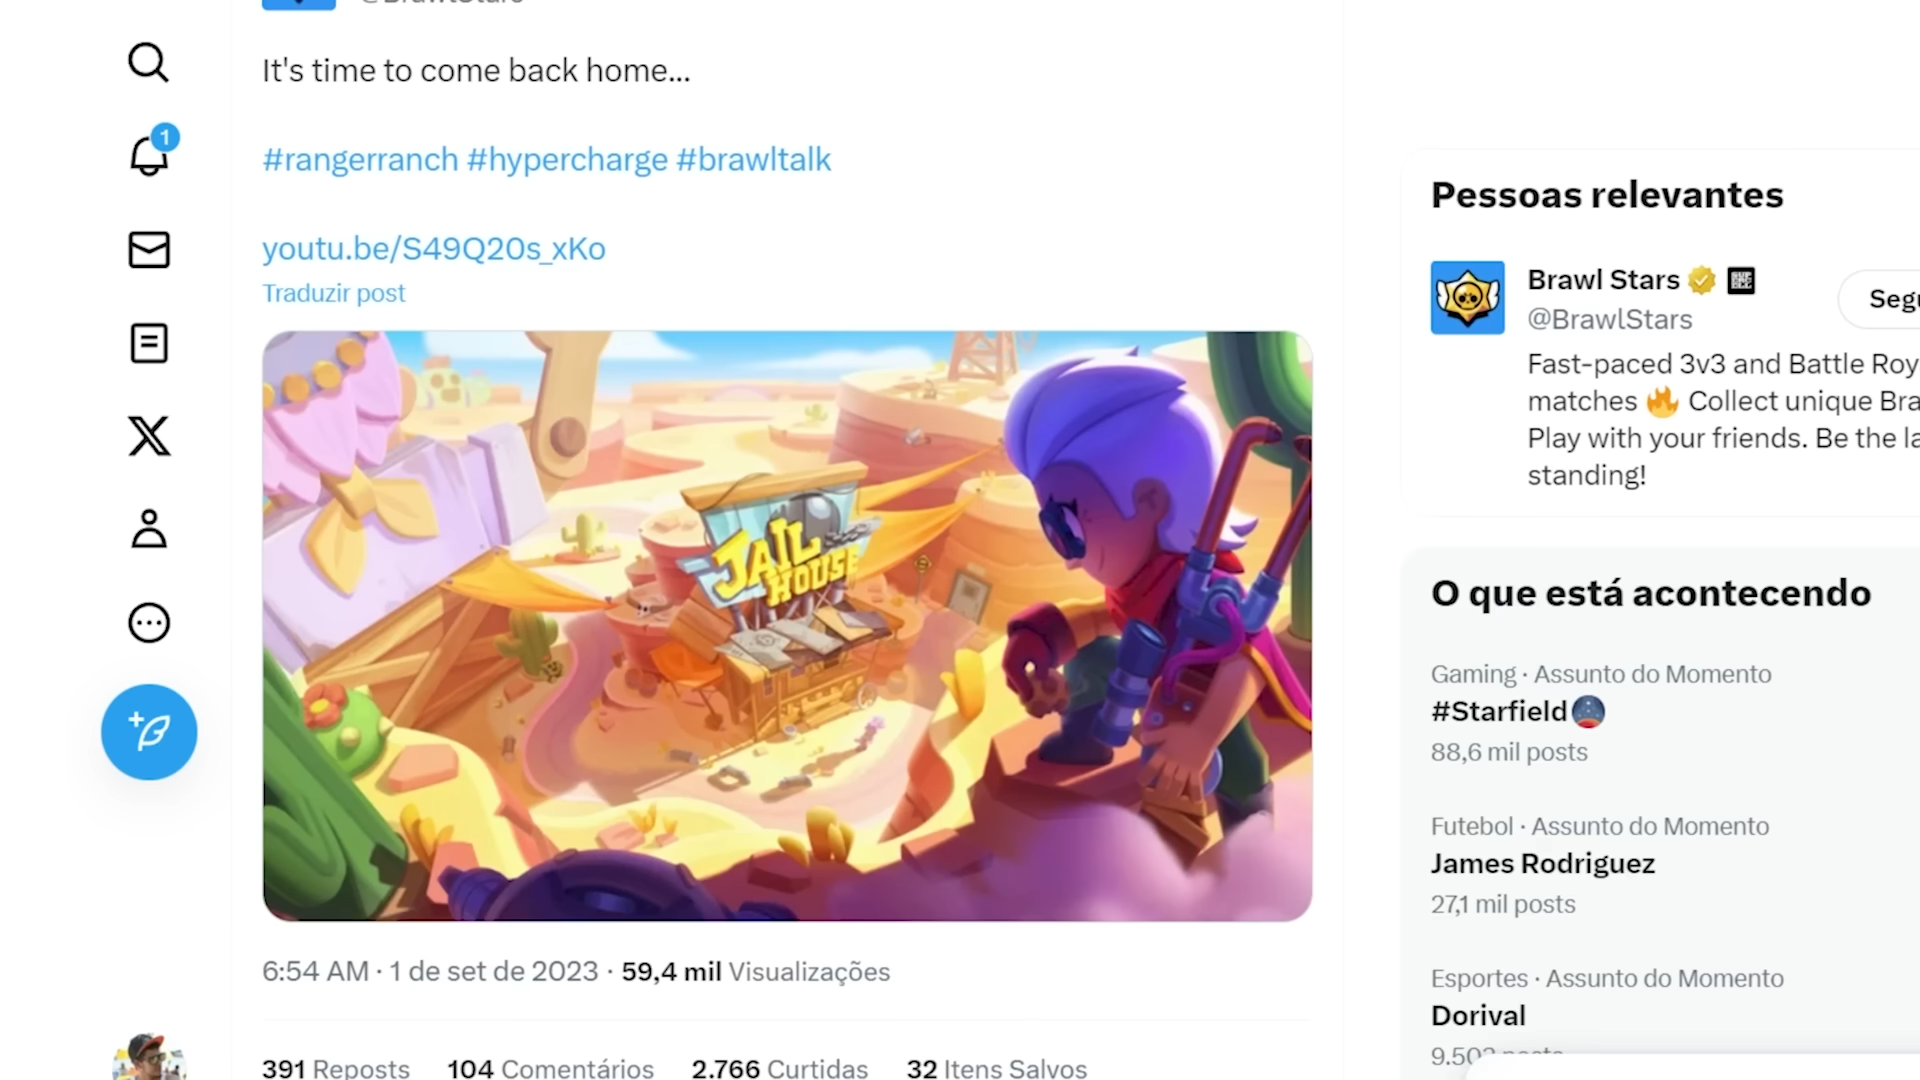 @BrawlStars
It's time to come back home...
#rangerranch #hypercharge #brawltalk
youtu.be/S49Q20s_xKo
Traduzir post
1
JAIL
HOUSE
6:54 AM · 1 de set de 2023 · 59,4 mil Visualizações
391 Reposts 104 Comentários 2.766 Curtidas 32 Itens Salvos
Pessoas relevantes
Brawl Stars
@BrawlStars
Fast-paced 3v3 and Battle Roy
matches 🔥 Collect unique Bra
Play with your friends. Be the la
standing!
Segu
O que está acontecendo
Gaming · Assunto do Momento
#Starfield
88,6 mil posts
Futebol · Assunto do Momento
James Rodriguez
27,1 mil posts
Esportes · Assunto do Momento
Dorival
posts